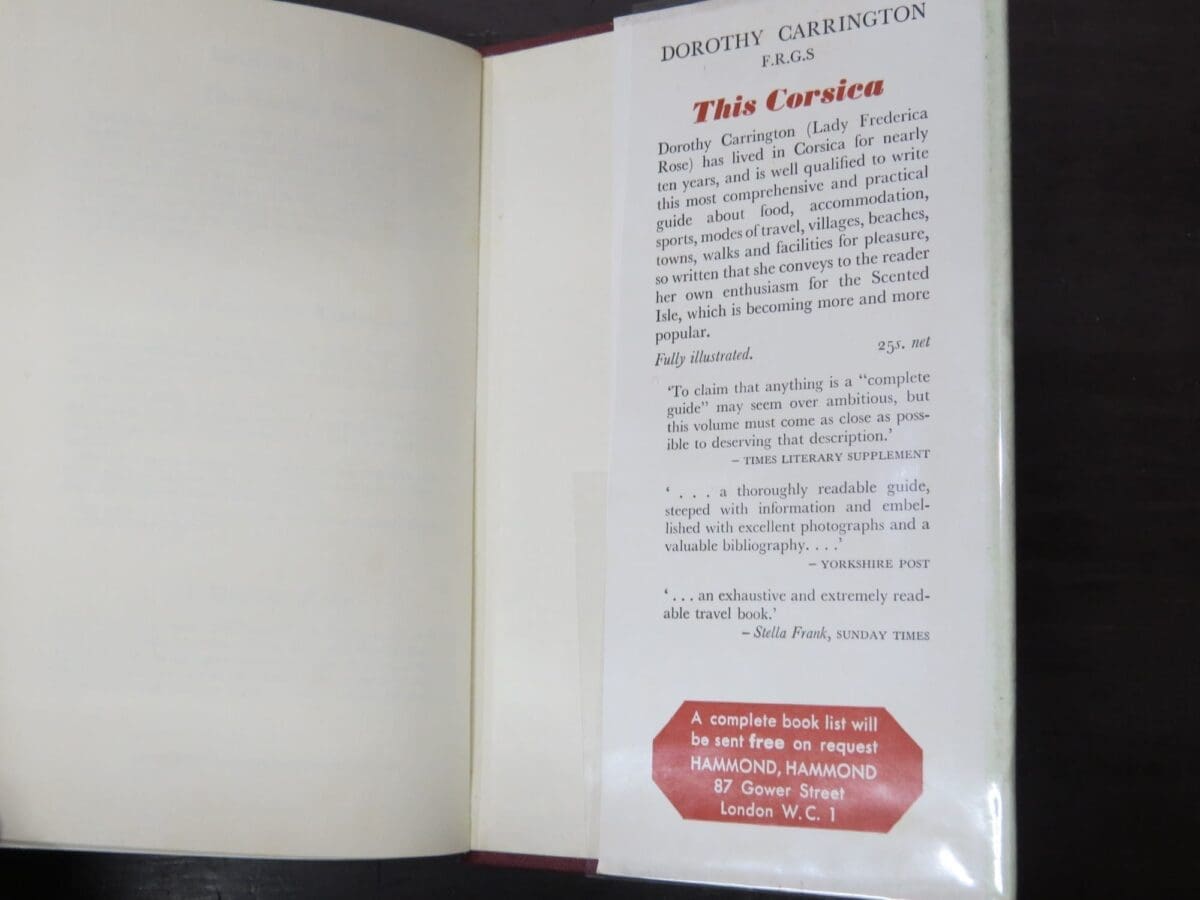 DOROTHY CARRINGTON
F.R.G.S
This Corsica
Dorothy Carrington (Lady Frederica
Rose) has lived in Corsica for nearly
ten years, and is well qualified to write
this most comprehensive and practical
guide about food, accommodation,
sports, modes of travel, villages, beaches,
towns, walks and facilities for pleasure,
so written that she conveys to the reader
her own enthusiasm for the Scented
Isle, which is becoming more and more
popular.
Fully illustrated. 25s. net
'To claim that anything is a "complete
guide" may seem over ambitious, but
this volume must come as close as poss-
ible to deserving that description.'
– TIMES LITERARY SUPPLEMENT
' . . . a thoroughly readable guide,
steeped with information and embel-
lished with excellent photographs and a
valuable bibliography. . . .'
– YORKSHIRE POST
' . . . an exhaustive and extremely read-
able travel book.'
– Stella Frank, SUNDAY TIMES
A complete book list will
be sent free on request
HAMMOND, HAMMOND
87 Gower Street
London W.C. 1